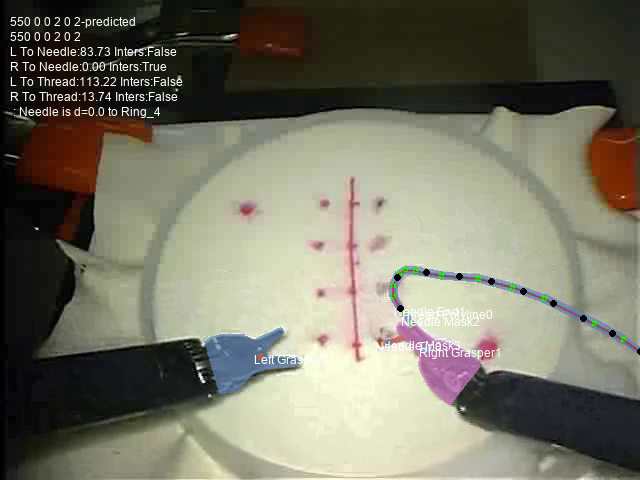 550 0 0 2 0 2-predicted
550 0 0 2 0 2
L To Needle:83.73 Inters:False
R To Needle:0.00 Inters:True
L To Thread:113.22 Inters:False
R To Thread:13.74 Inters:False
: Needle is d=0.0 to Ring_4
Needle Mask2
Right Grasper1